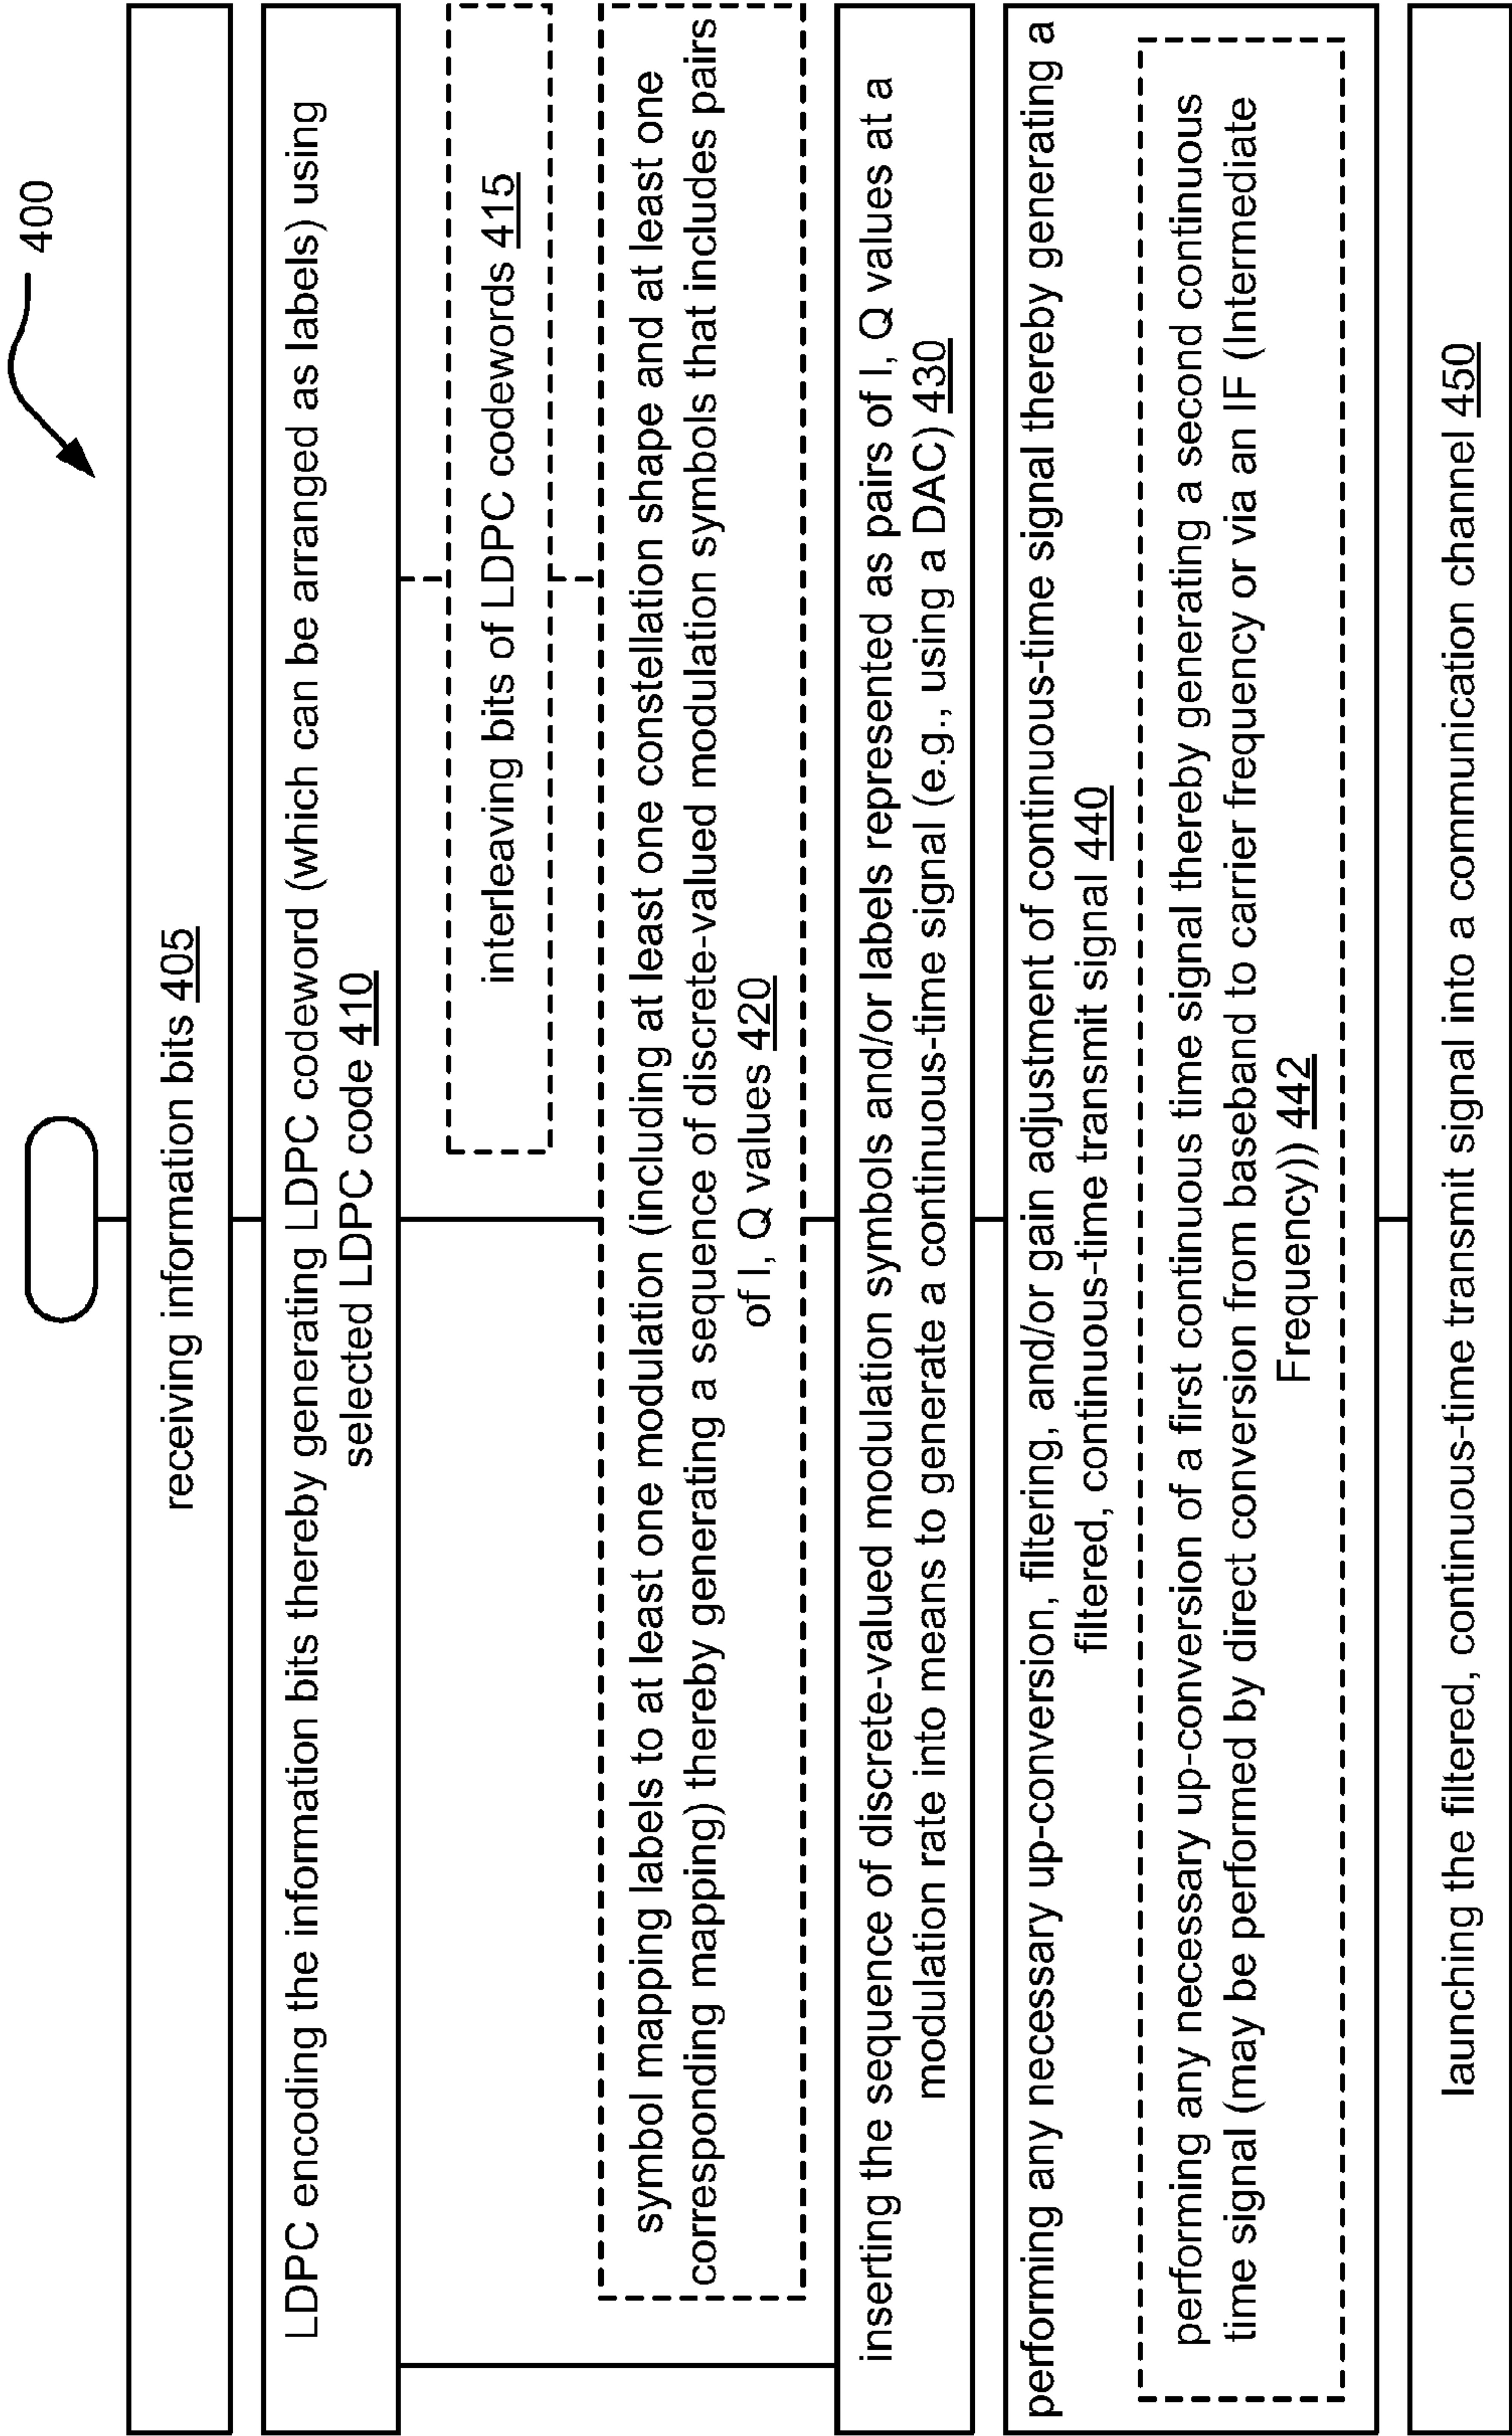 400
receiving information bits 405
LDPC encoding the information bits thereby generating LDPC codeword (which can be arranged as labels) using
selected LDPC code 410
interleaving bits of LDPC codewords 415
symbol mapping labels to at least one modulation (including at least one constellation shape and at least one
corresponding mapping) thereby generating a sequence of discrete-valued modulation symbols that includes pairs
of I, Q values 420
inserting the sequence of discrete-valued modulation symbols and/or labels represented as pairs of I, Q values at a
modulation rate into means to generate a continuous-time signal (e.g., using a DAC) 430
performing any necessary up-conversion, filtering, and/or gain adjustment of continuous-time signal thereby generating a
filtered, continuous-time transmit signal 440
performing any necessary up-conversion of a first continuous time signal thereby generating a second continuous
time signal (may be performed by direct conversion from baseband to carrier frequency or via an IF (Intermediate
Frequency)) 442
launching the filtered, continuous-time transmit signal into a communication channel 450